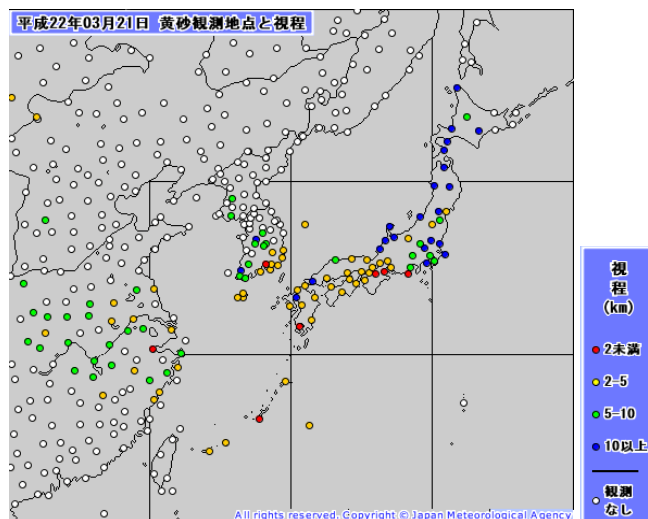 平成22年03月21日 黄砂観測地点と視程
視
程
(km)
2未満
2-5
5-10
10以上
観測
なし
All rights reserved. Copyright © Japan Meteorological Agency